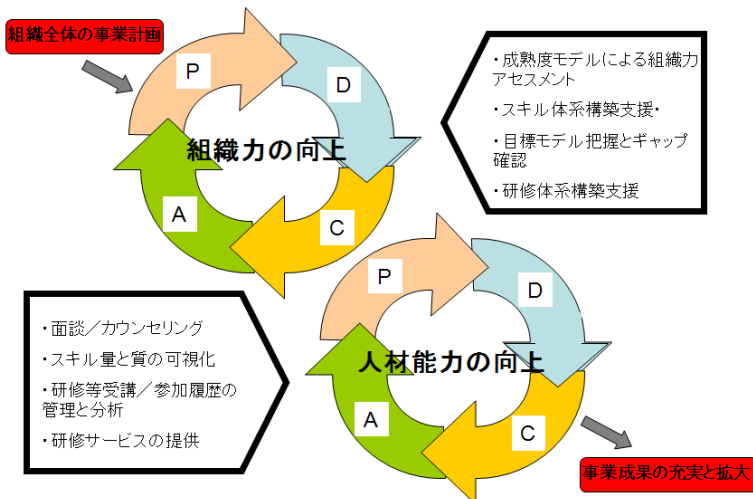 組織全体の事業計画
P
D
組織力の向上
A
C
・成熟度モデルによる組織力
アセスメント
・スキル体系構築支援・
・目標モデル把握とギャップ
確認
・研修体系構築支援
P
D
人材能力の向上
A
C
・面談／カウンセリング
・スキル量と質の可視化
・研修等受講／参加履歴の
管理と分析
・研修サービスの提供
事業成果の充実と拡大